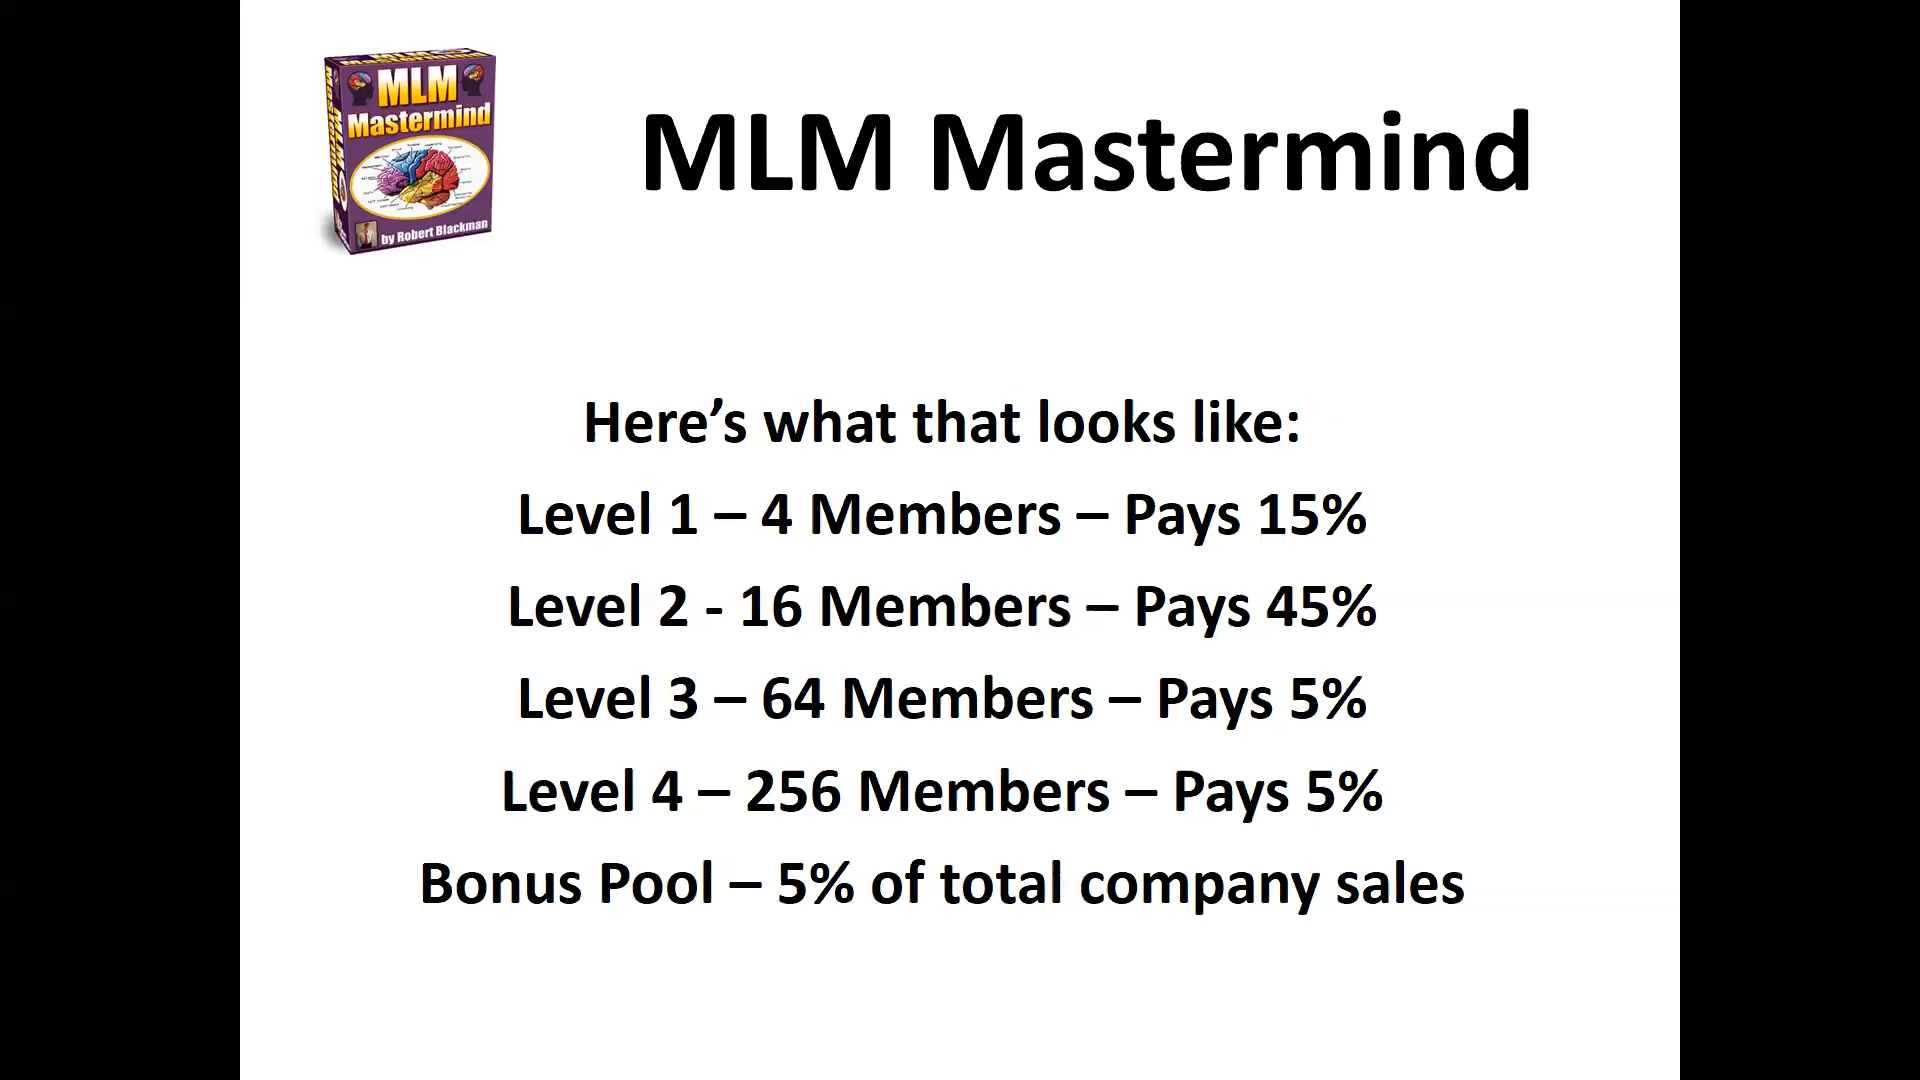 MLM
Mastermind
by Robert Blackman
MLM Mastermind
Here’s what that looks like:
Level 1 – 4 Members – Pays 15%
Level 2 - 16 Members – Pays 45%
Level 3 – 64 Members – Pays 5%
Level 4 – 256 Members – Pays 5%
Bonus Pool – 5% of total company sales